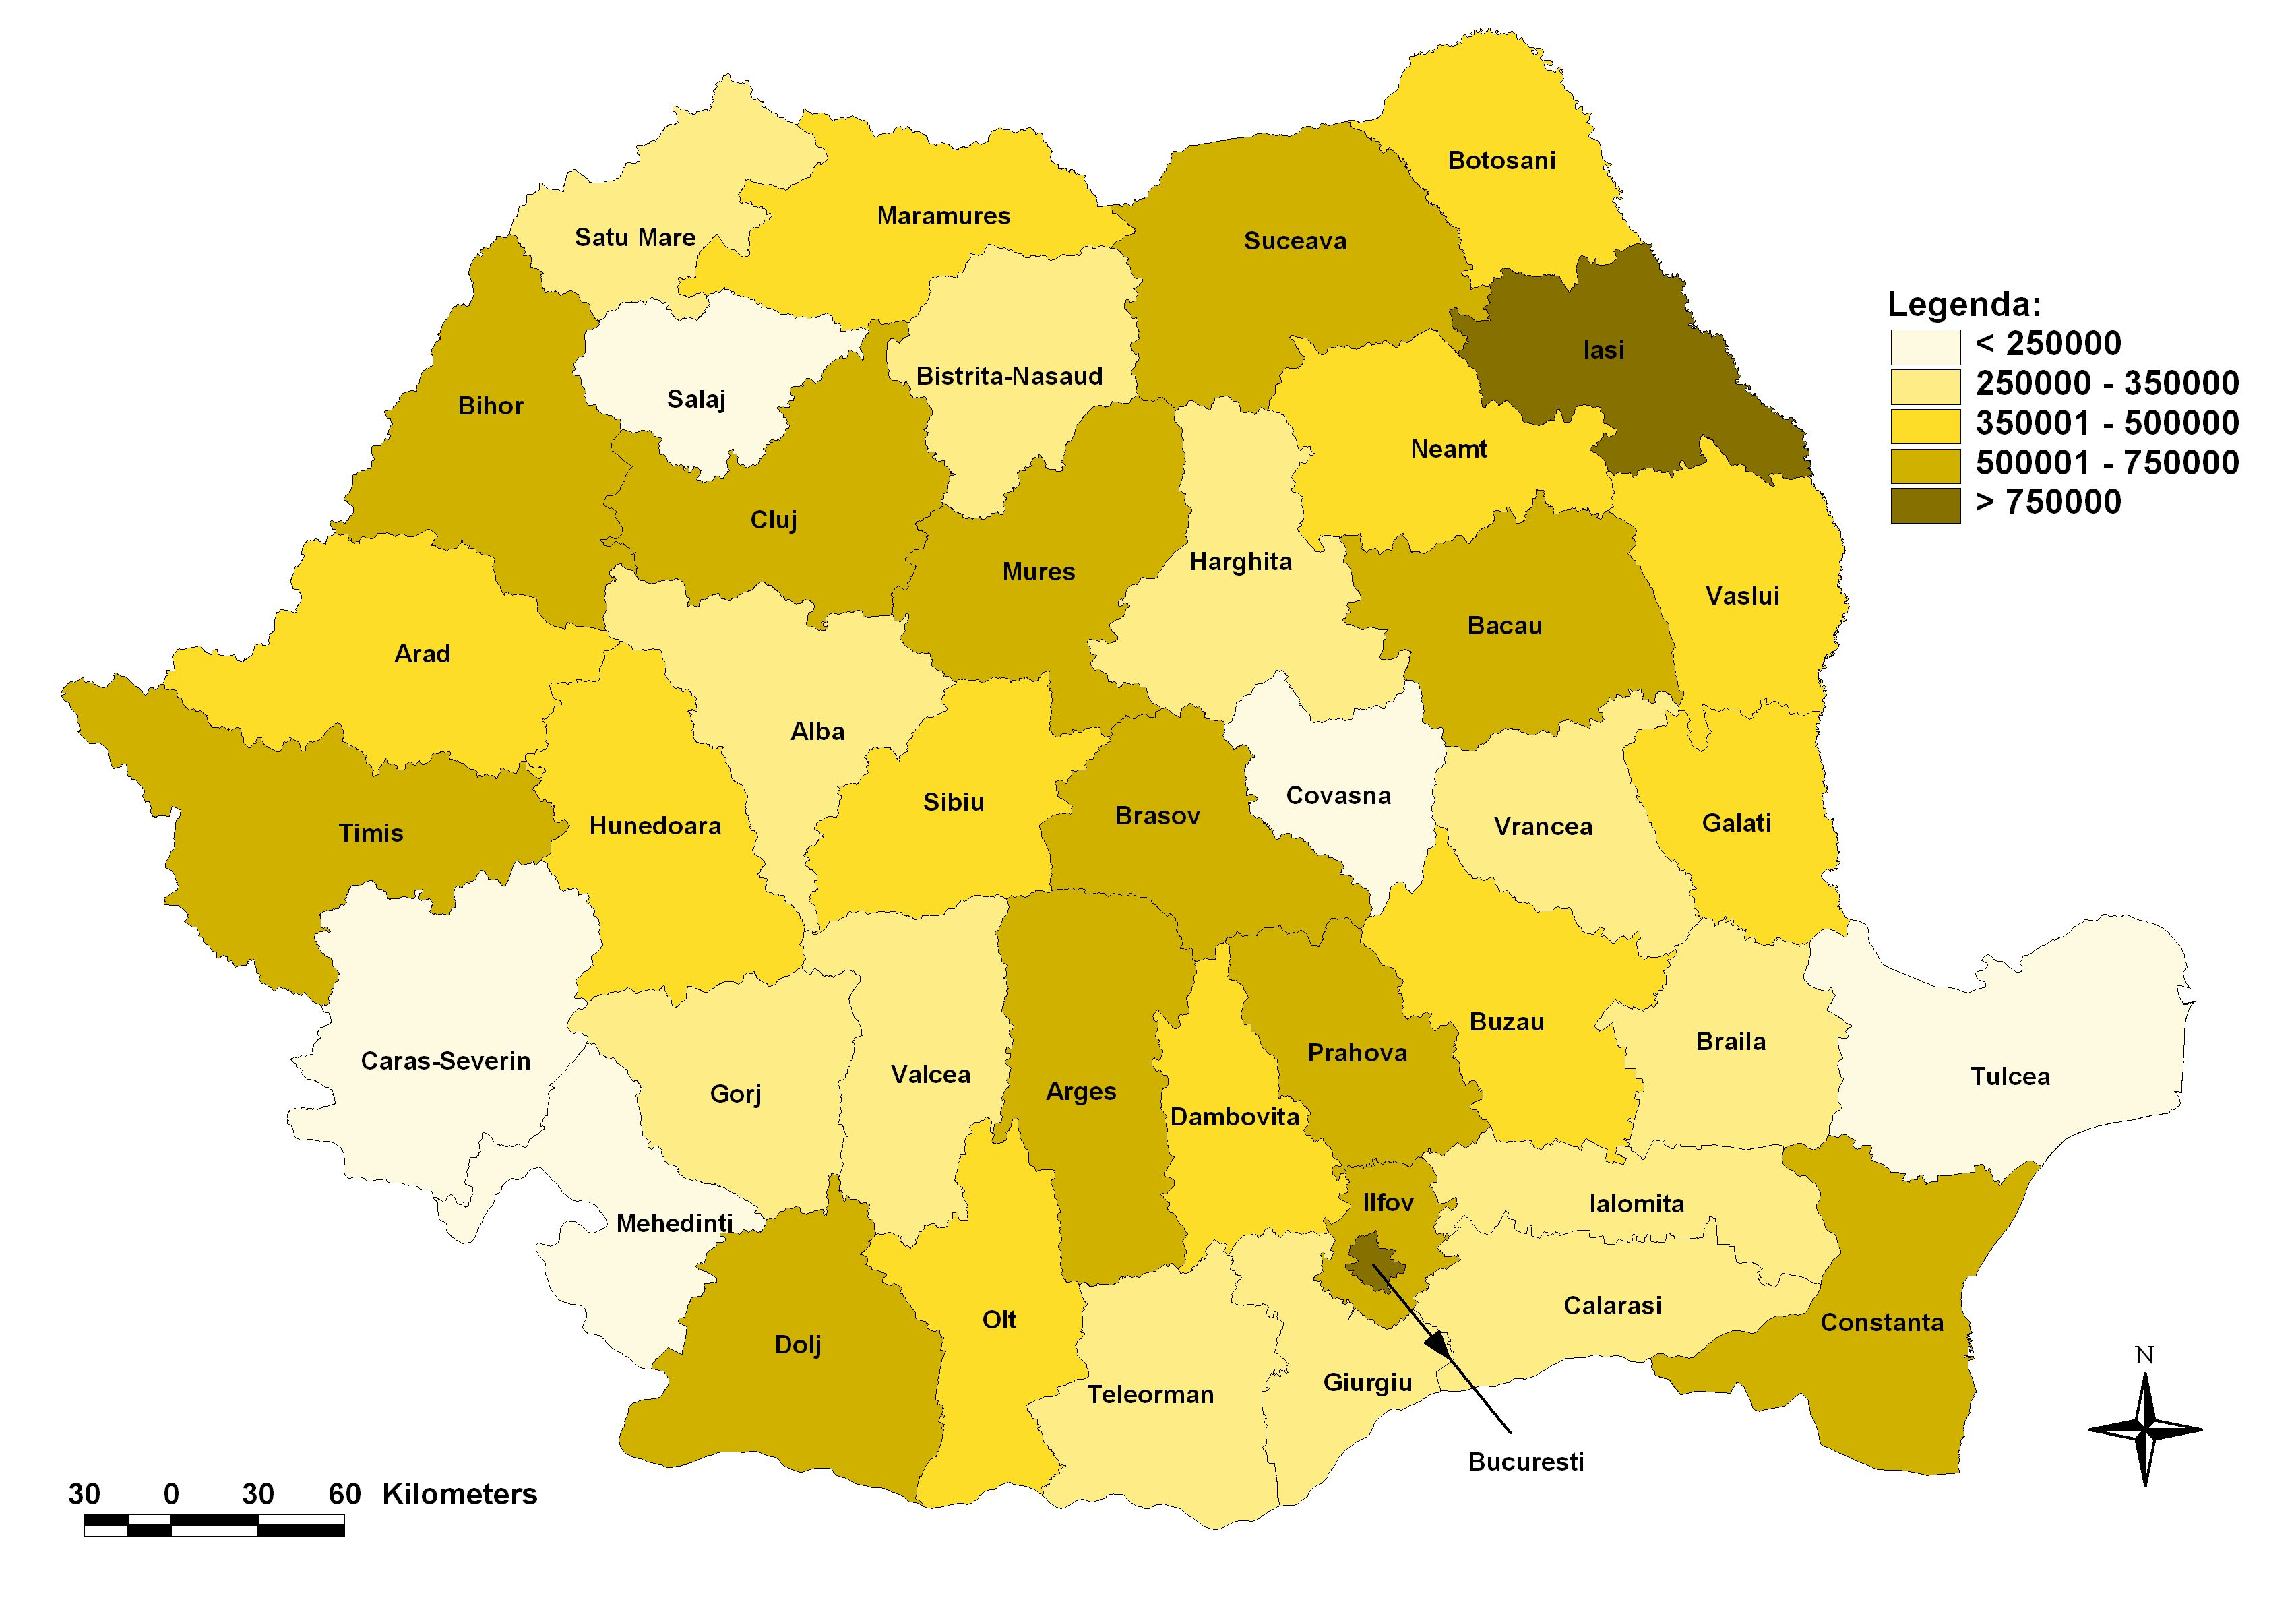 Botosani
Maramures
Satu Mare
Suceava
Legenda:
< 250000
250000 - 350000
350001 - 500000
500001 - 750000
> 750000
Iasi
Bistrita-Nasaud
Salaj
Bihor
Neamt
Cluj
Harghita
Mures
Vaslui
Bacau
Arad
Alba
Covasna
Sibiu
Brasov
Galati
Hunedoara
Vrancea
Timis
Buzau
Braila
Prahova
Caras-Severin
Valcea
Tulcea
Arges
Gorj
Dambovita
Ilfov
Ialomita
Mehedinti
Calarasi
Olt
Constanta
Dolj
N
Giurgiu
Teleorman
Bucuresti
30 0 30 60 Kilometers